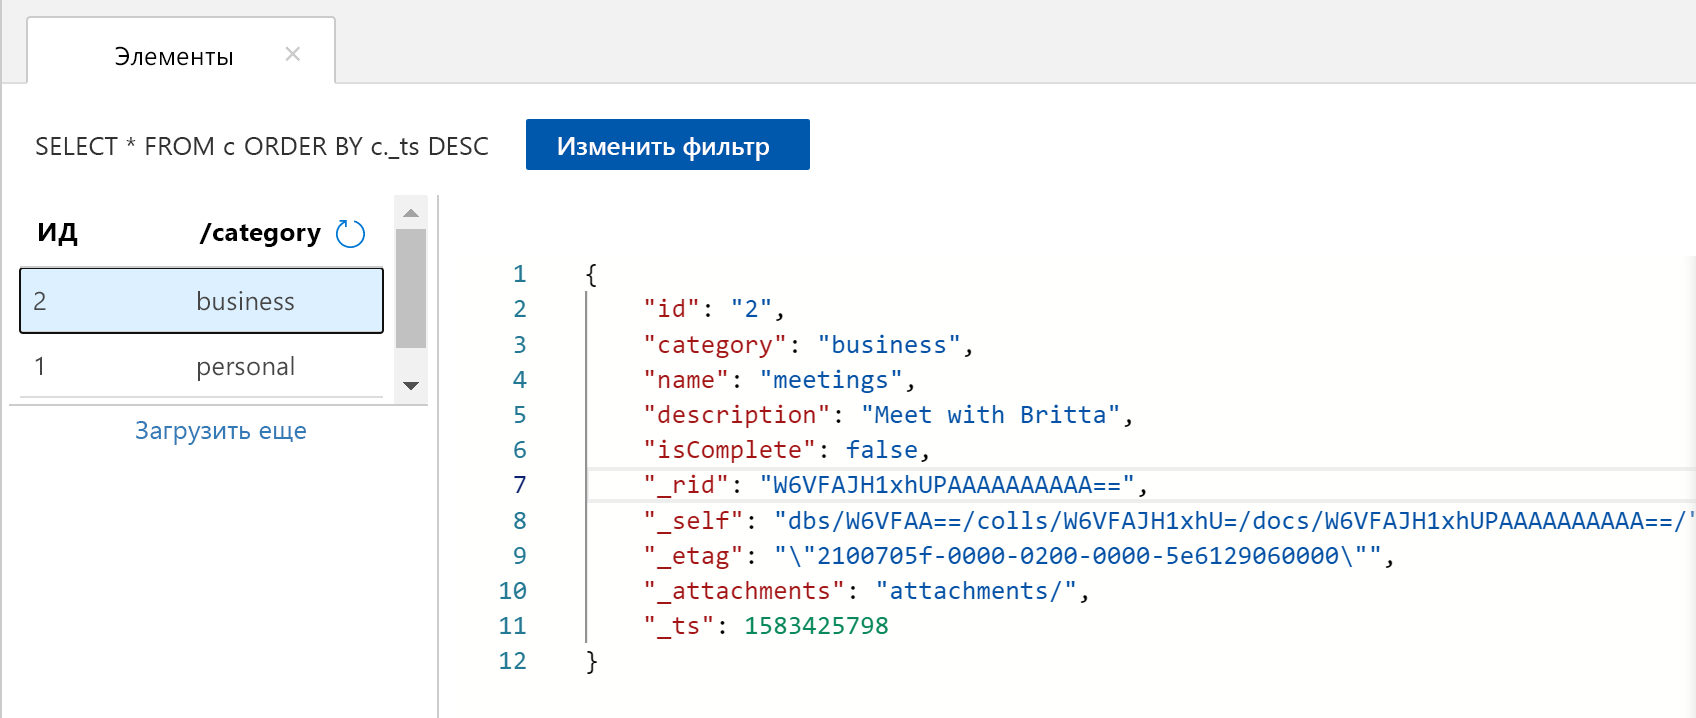 Элементы
SELECT * FROM c ORDER BY c._ts DESC
Изменить фильтр
ИД /category
2 business
1 personal
Загрузить еще
1 {
2 "id": "2",
3 "category": "business",
4 "name": "meetings",
5 "description": "Meet with Britta",
6 "isComplete": false,
7 "_rid": "W6VFAJH1xhUPAAAAAAAAAA==",
8 "_self": "dbs/W6VFAA==/colls/W6VFAJH1xhU=/docs/W6VFAJH1xhUPAAAAAAAAAA==/"
9 "_etag": "\"2100705f-0000-0200-0000-5e6129060000\"",
10 "_attachments": "attachments/",
11 "_ts": 1583425798
12 }